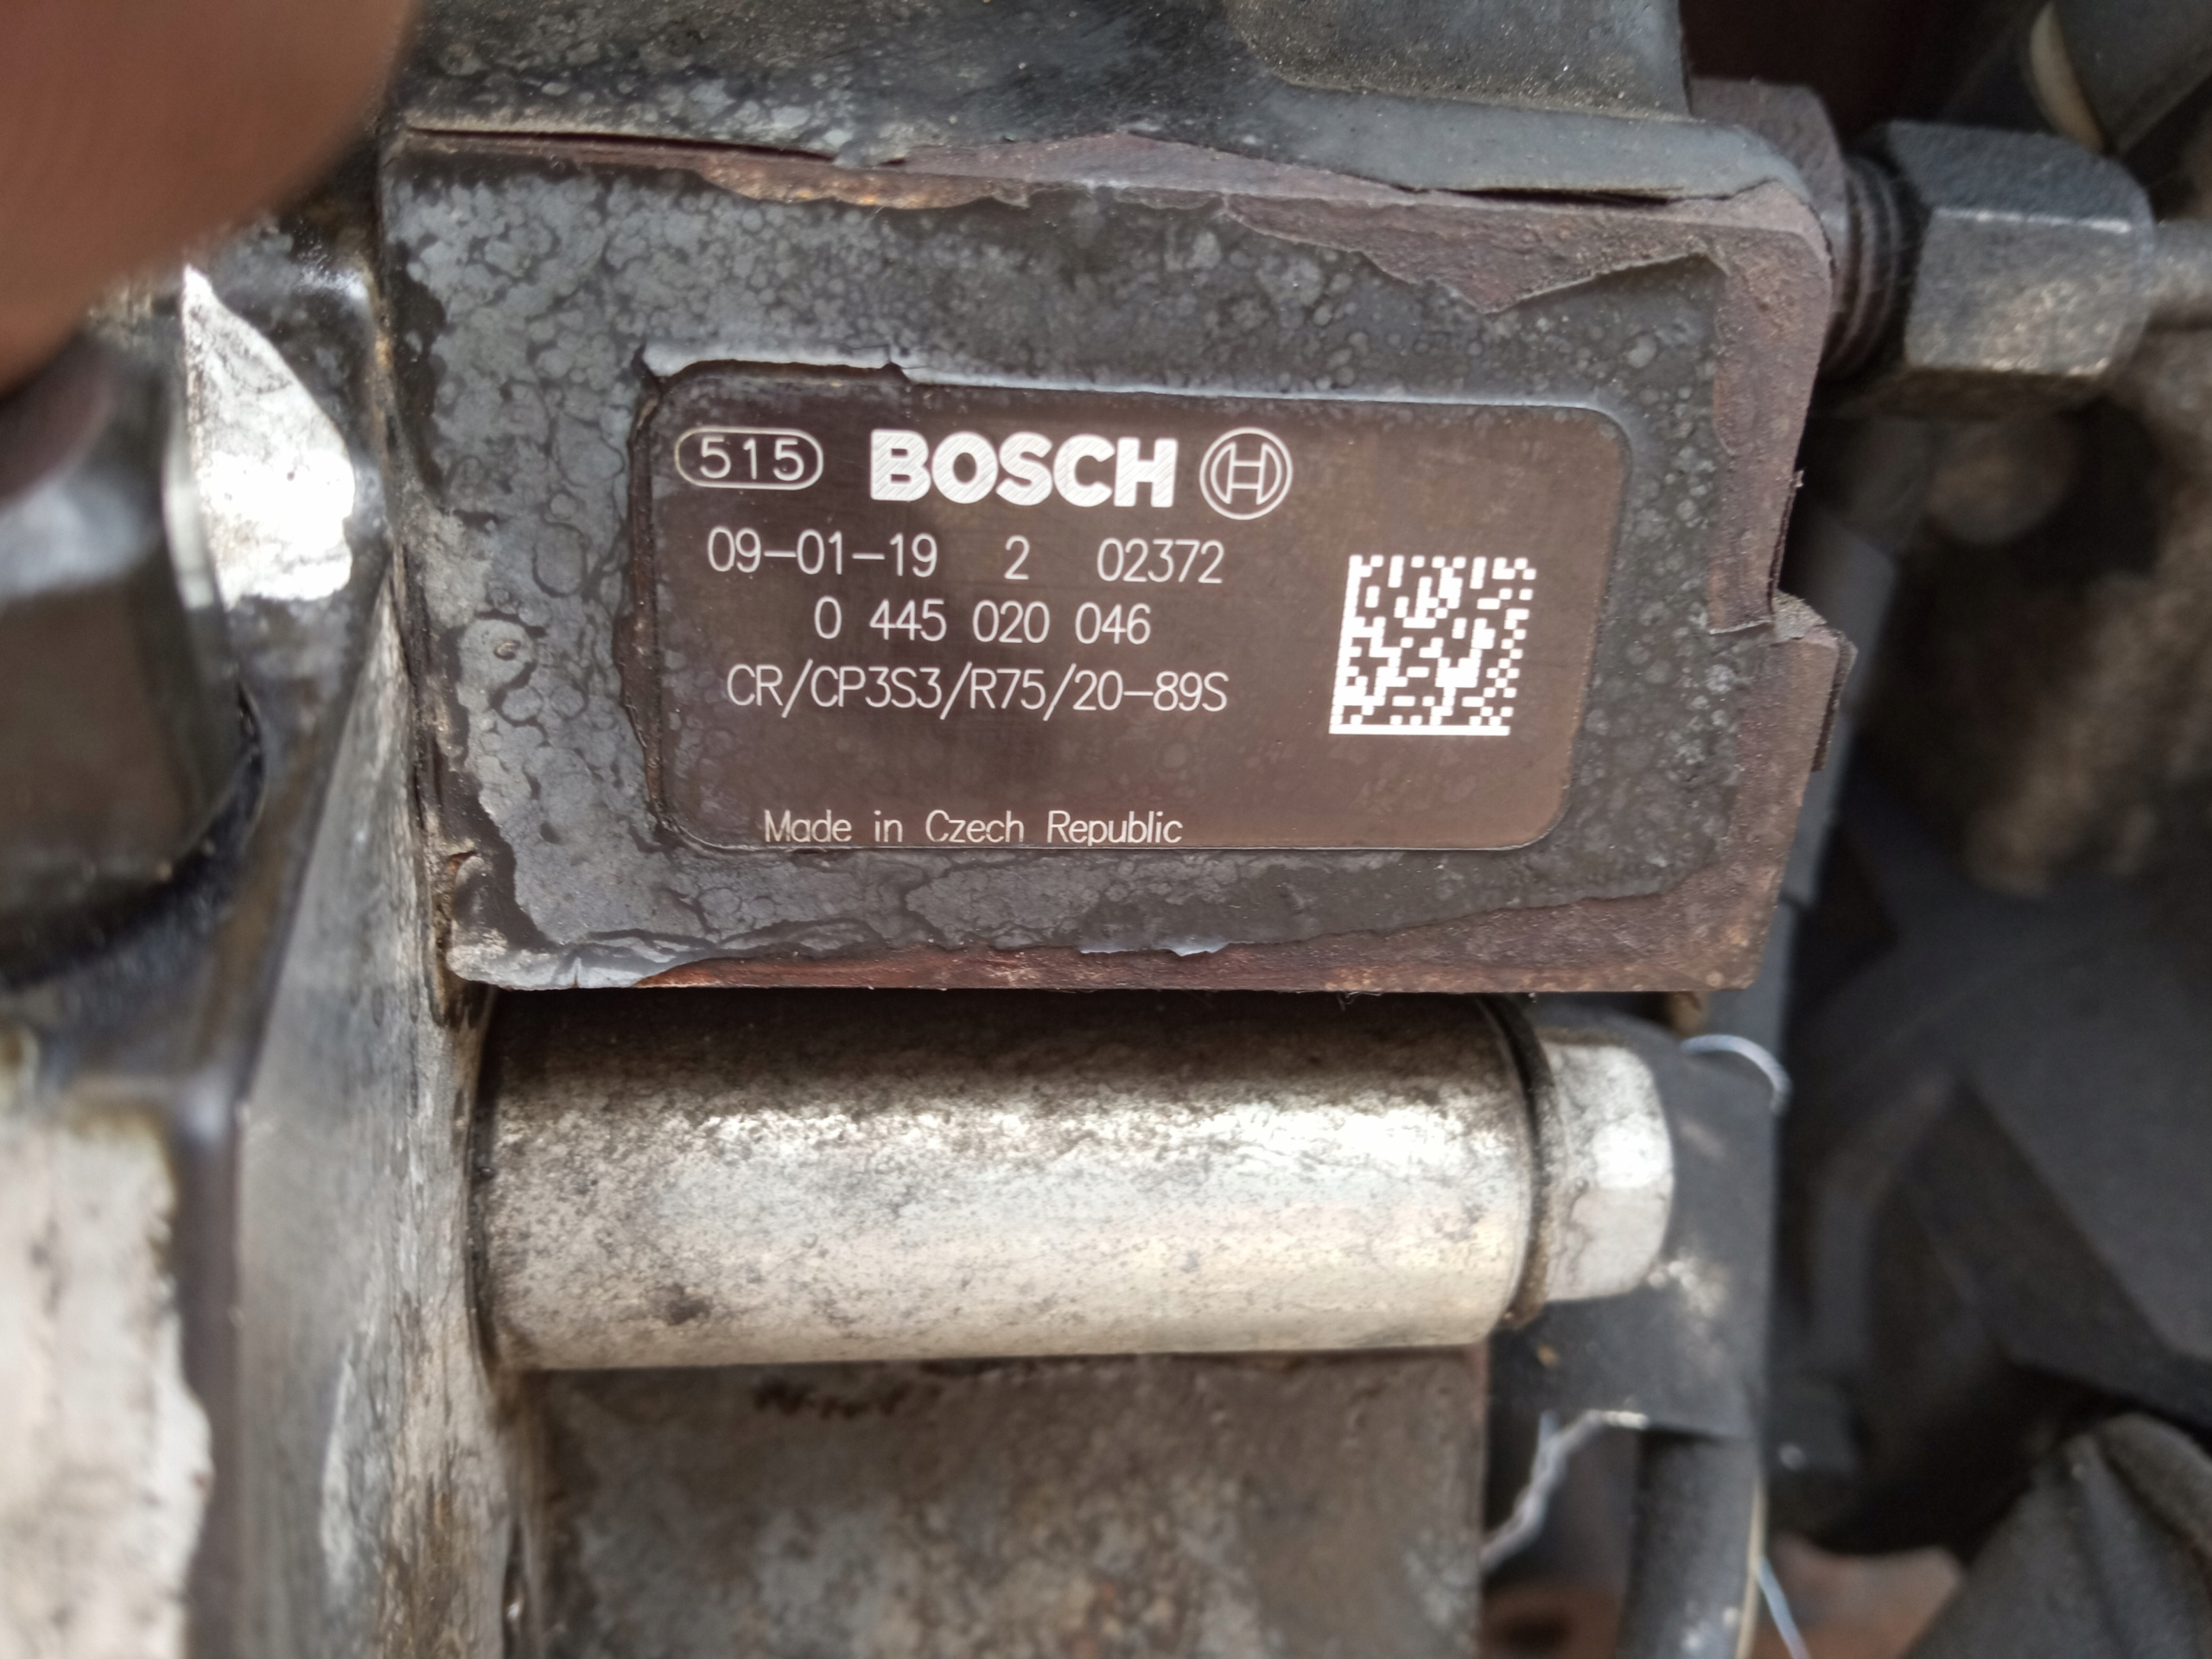 515 BOSCH
09-01-19 2 02372
0 445 020 046
CR/CP3S3/R75/20-89S
Made in Czech Republic